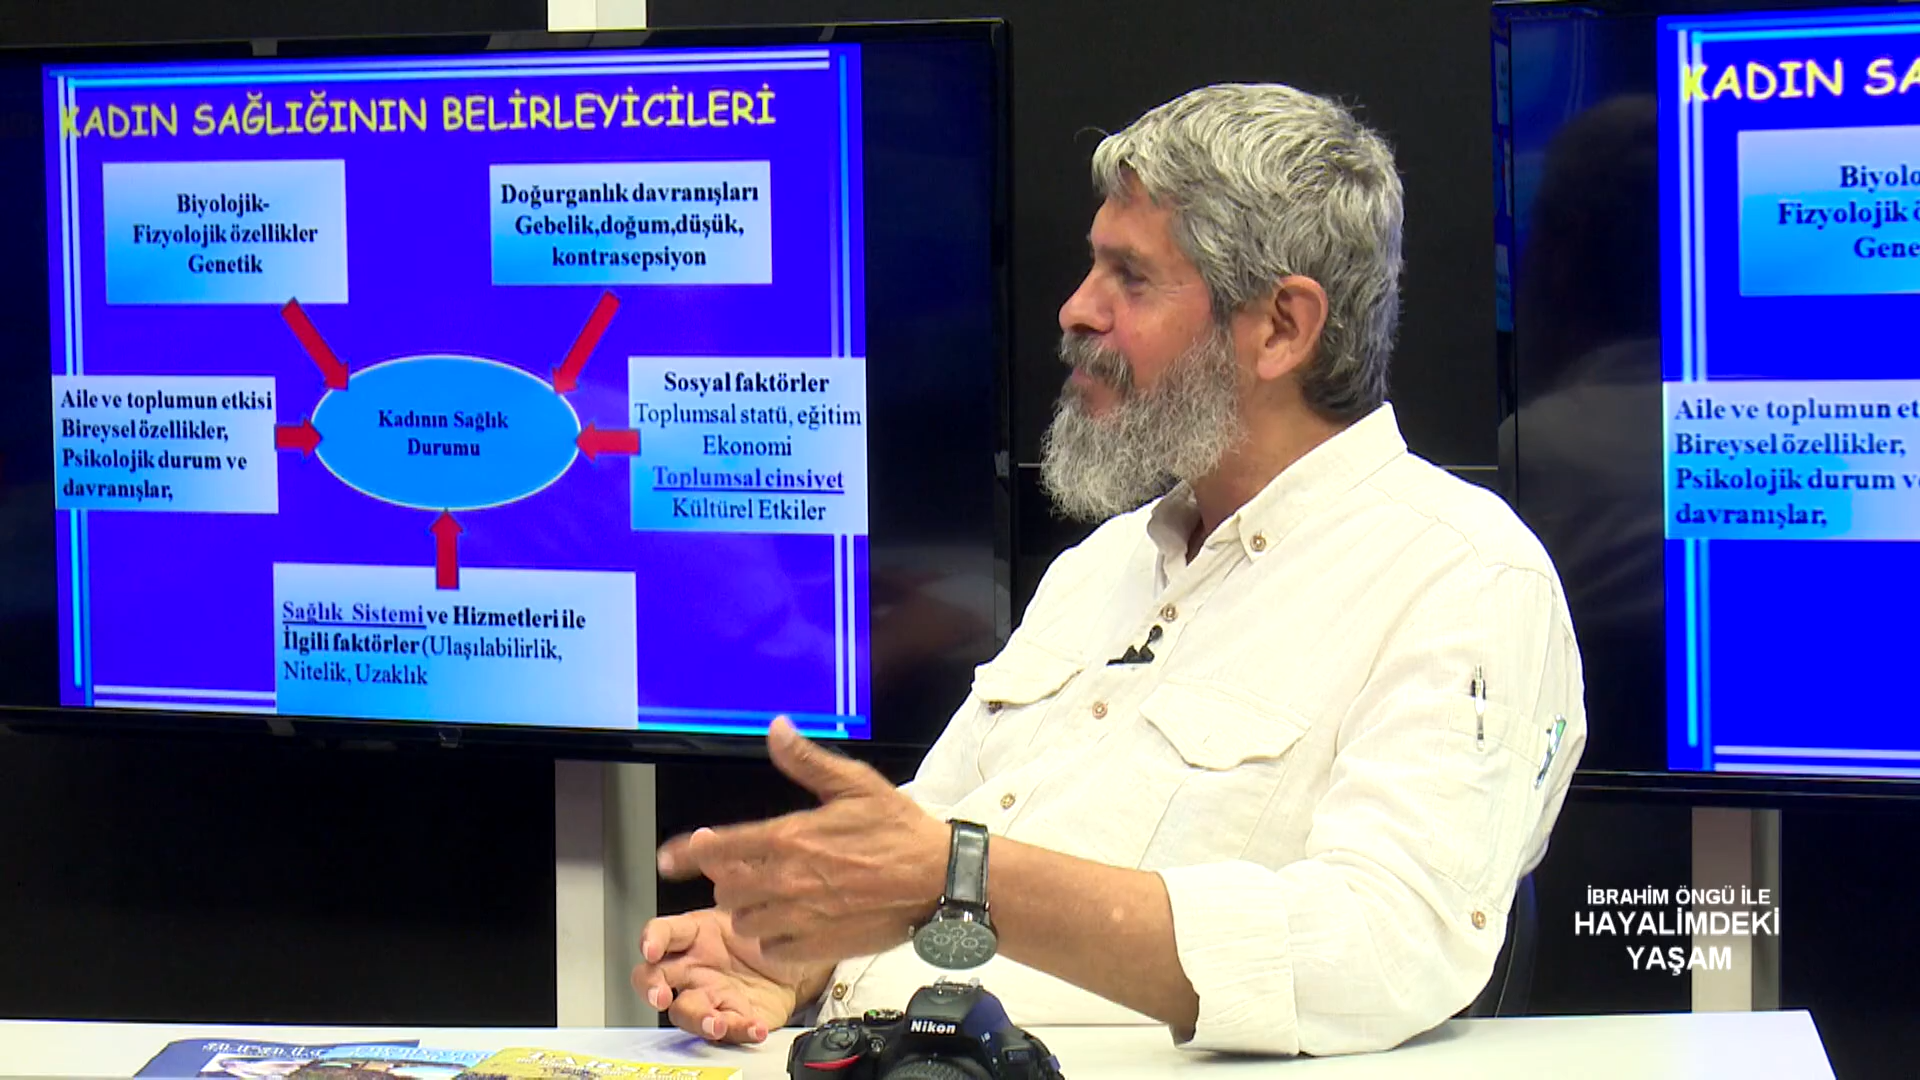 KADIN SAĞLIĞININ BELİRLEYİCİLERİ
Biyolojik-
Fizyolojik özellikler
Genetik
Doğurganlık davranışları
Gebelik,doğum,düşük,
kontrasepsiyon
Aile ve toplumun etkisi
Bireysel özellikler,
Psikolojik durum ve
davranışlar,
Kadının Sağlık
Durumu
Sosyal faktörler
Toplumsal statü, eğitim
Ekonomi
Toplumsal cinsiyet
Kültürel Etkiler
Sağlık Sistemi ve Hizmetleri ile
İlgili faktörler (Ulaşılabilirlik,
Nitelik, Uzaklık
KADIN SA
Biyolo
Fizyolojik ö
Gene
Aile ve toplumun et
Bireysel özellikler,
Psikolojik durum v
davranışlar,
İBRAHİM ÖNGÜ İLE
HAYALİMDEKİ
YAŞAM
Nikon